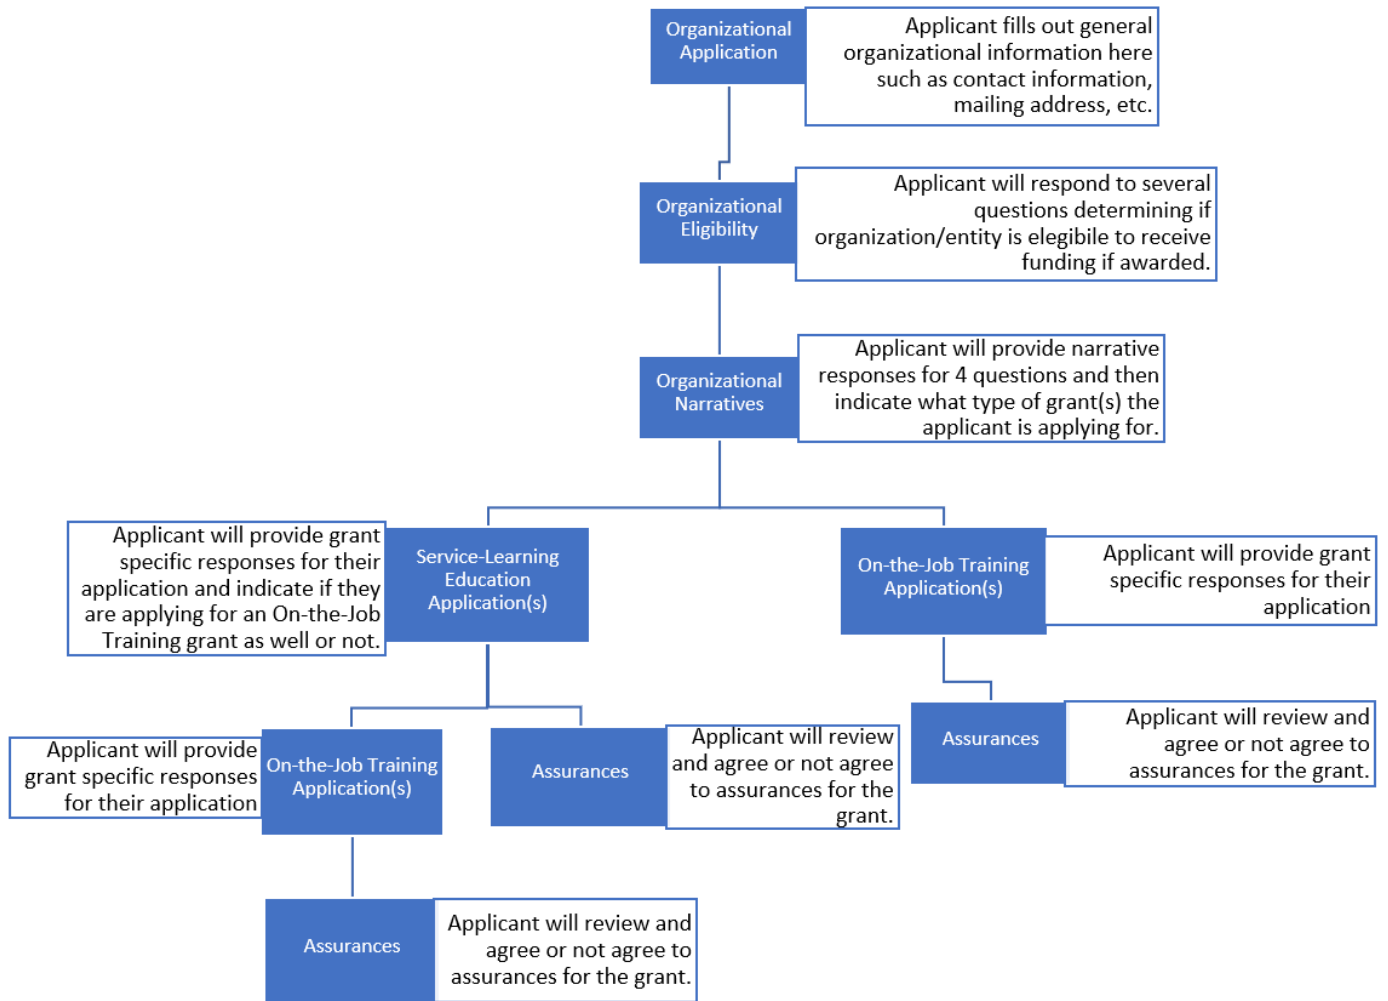 Organizational
Application
Applicant fills out general
organizational information here
such as contact information,
mailing address, etc.
Organizational
Eligibility
Applicant will respond to several
questions determining if
organization/entity is elegibile to receive
funding if awarded.
Organizational
Narratives
Applicant will provide narrative
responses for 4 questions and then
indicate what type of grant(s) the
applicant is applying for.
Applicant will provide grant
specific responses for their
application and indicate if they
are applying for an On-the-Job
Training grant as well or not.
Service-Learning
Education
Application(s)
On-the-Job Training
Application(s)
Applicant will provide grant
specific responses for their
application
Applicant will provide
grant specific responses
for their application
On-the-Job Training
Application(s)
Assurances
Applicant will review
and agree or not agree
to assurances for the
grant.
Assurances
Applicant will review and
agree or not agree to
assurances for the grant.
Assurances
Applicant will review and
agree or not agree to
assurances for the grant.